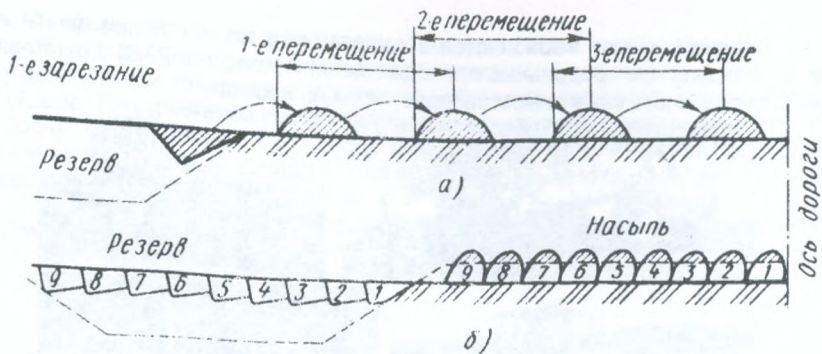 2-е перемещение
1-е перемещение
3-е перемещение
1-е зарезание
Резерв
а)
Ось дороги
Резерв
Насыпь
9 8 7 6 5 4 3 2 1
9 8 7 6 5 4 3 2 1
б)